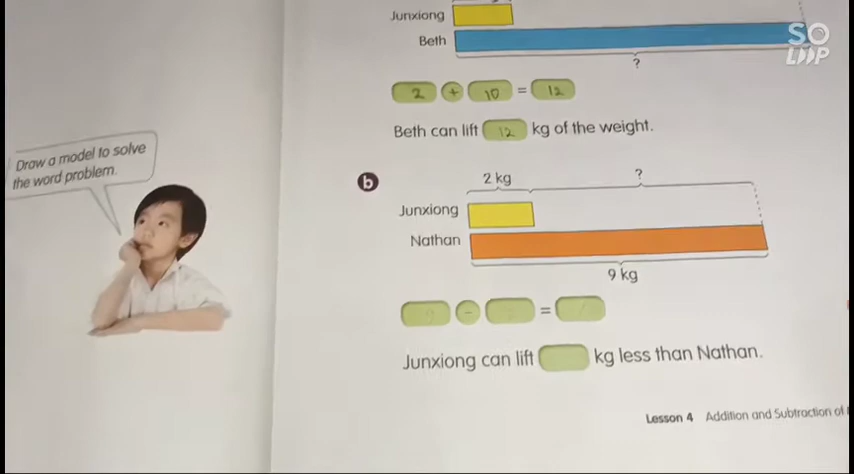 Junxiong
Beth
?
2 + 10 = 12
Beth can lift 12 kg of the weight.
Draw a model to solve
the word problem.
b
2 kg
?
Junxiong
Nathan
9 kg
- =
Junxiong can lift kg less than Nathan.
Lesson 4 Addition and Subtraction of
SO
LOOP